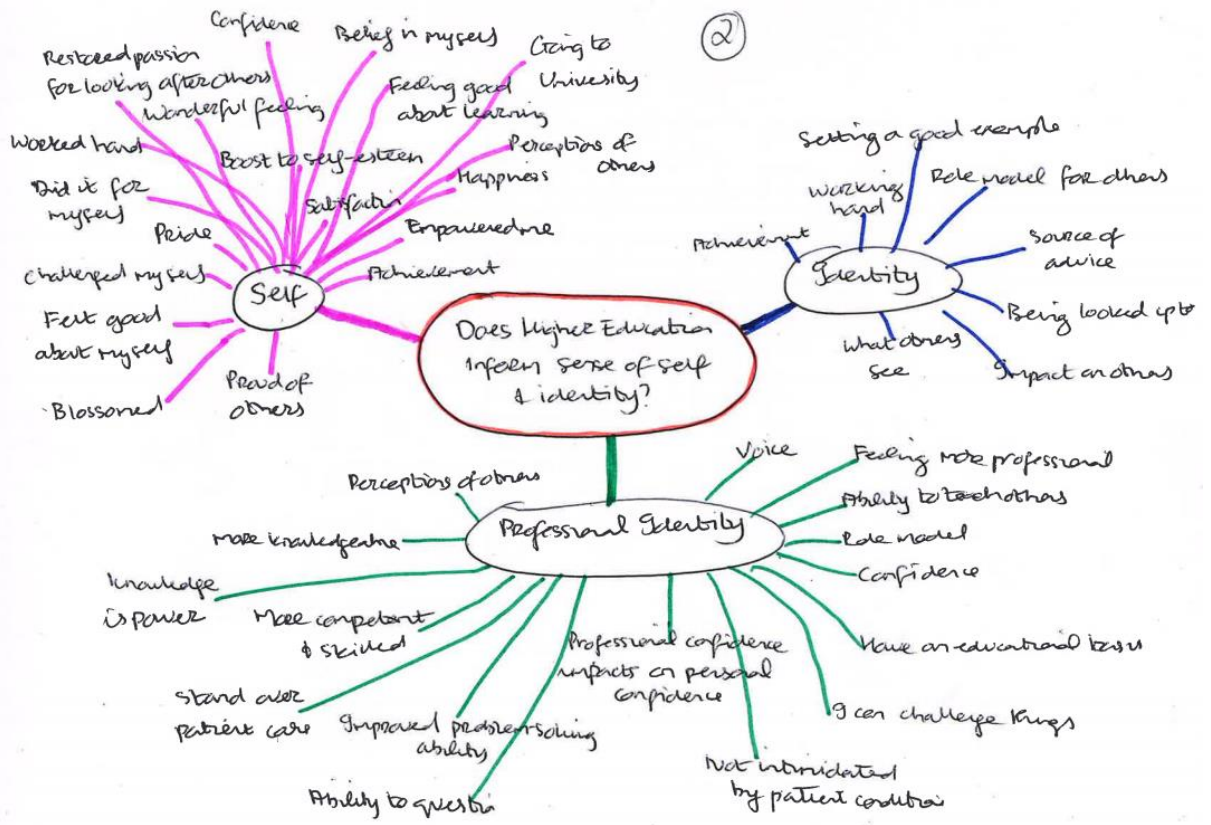 2
Confidence
Belief in myself
Going to
University
Restored passion
for looking after others
Wonderful feeling
Feeling good
about learning
Worked hard
Boost to self-esteem
Perceptions of
others
Happiness
Did it for
myself
Satisfaction
Pride
Empowered me
Challenged myself
Achievement
Self
Felt good
about myself
Blossomed
Proud of
others
Does Higher Education
inform sense of self
& identity?
Setting a good example
Working
hard
Role model for others
Achievement
Identity
Source of
advice
Being looked up to
What others
see
Impact on others
Professional Identity
Perceptions of others
Voice
Feeling more professional
Ability to teach others
More knowledgeable
Role model
Confidence
Knowledge
is power
More competent
& skilled
Professional confidence
impacts on personal
confidence
Have an educational basis
Stand over
patient care
Improved problem solving
ability
I can challenge things
Ability to question
Not intimidated
by patient condition